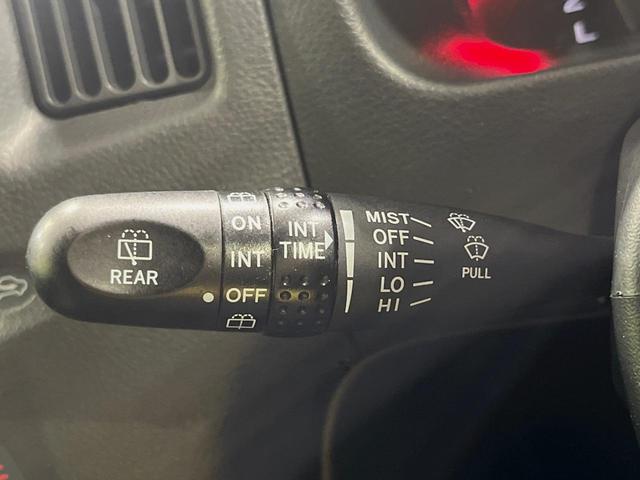 REAR
ON
INT
OFF
INT
TIME
MIST
OFF
INT
LO
HI
PULL
L